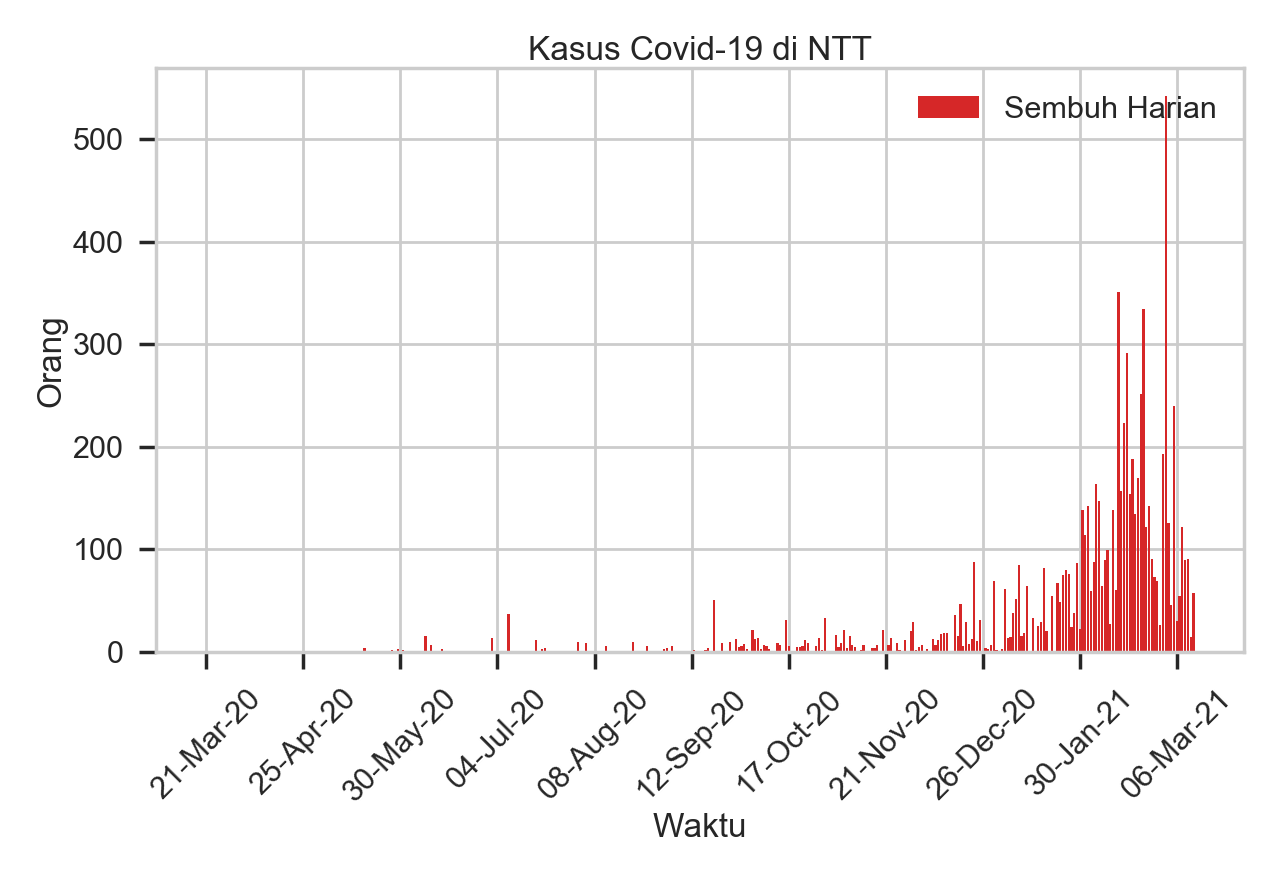 Kasus Covid-19 di NTT
Sembuh Harian
Orang
500
400
300
200
100
0
21-Mar-20
25-Apr-20
30-May-20
04-Jul-20
08-Aug-20
12-Sep-20
17-Oct-20
21-Nov-20
26-Dec-20
30-Jan-21
06-Mar-21
Waktu